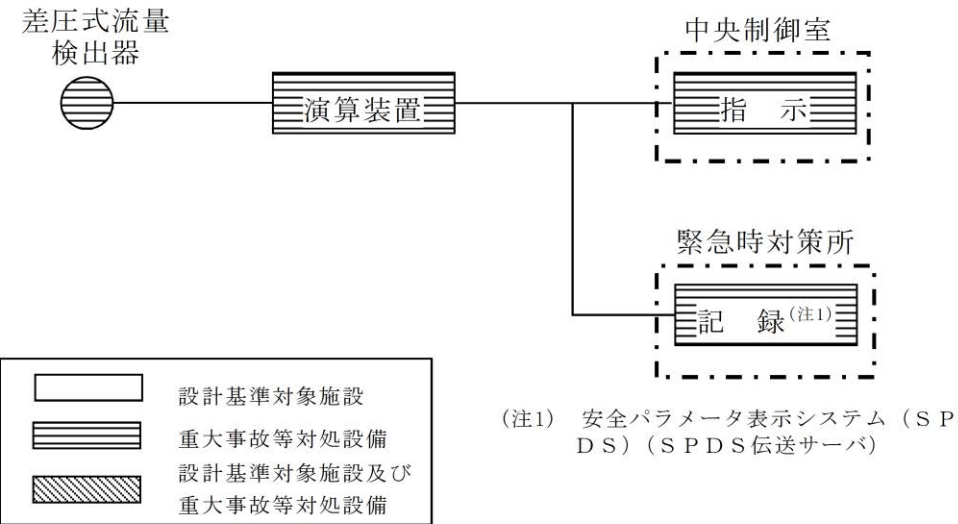 差圧式流量
検出器
演算装置
中央制御室
指　示
緊急時対策所
記　録(注1)
(注1)　安全パラメータ表示システム（ＳＰ
ＤＳ）（ＳＰＤＳ伝送サーバ）
設計基準対象施設
重大事故等対処設備
設計基準対象施設及び
重大事故等対処設備